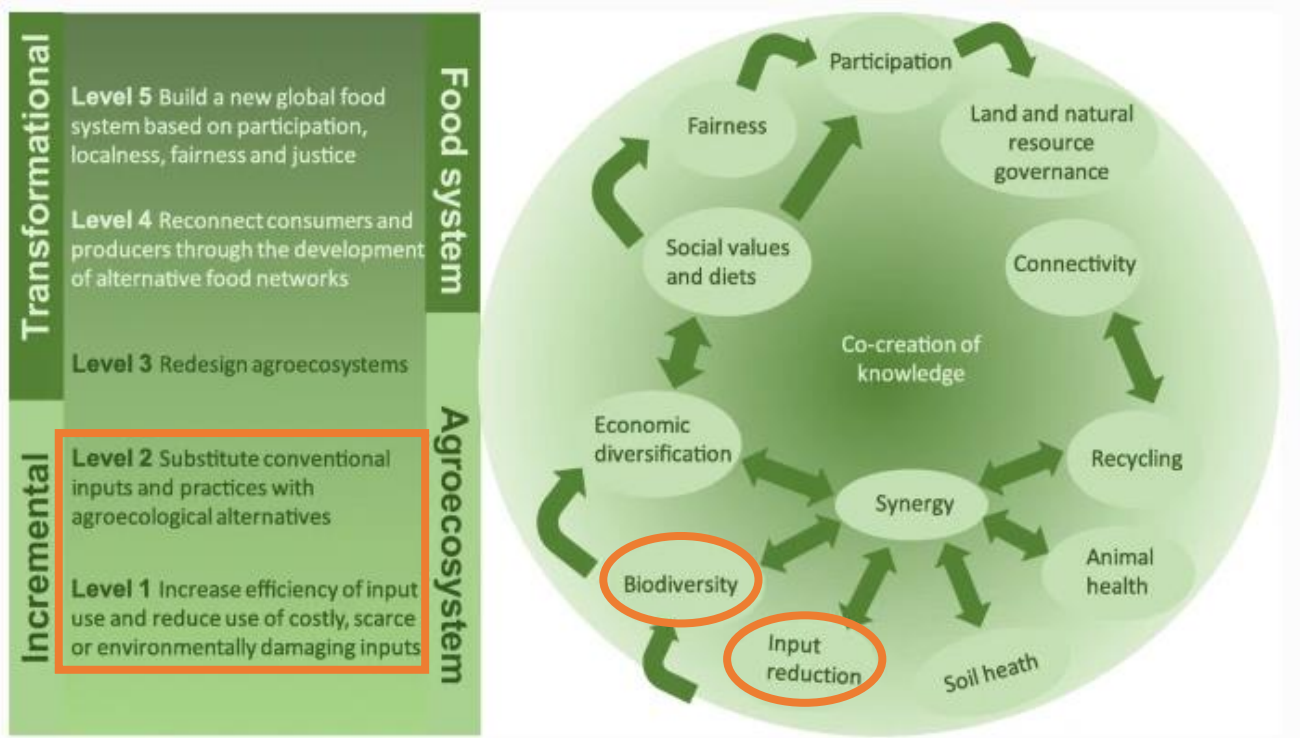 Transformational
Incremental
Level 5 Build a new global food
system based on participation,
localness, fairness and justice
Level 4 Reconnect consumers and
producers through the development
of alternative food networks
Level 3 Redesign agroecosystems
Level 2 Substitute conventional
inputs and practices with
agroecological alternatives
Level 1 Increase efficiency of input
use and reduce use of costly, scarce
or environmentally damaging inputs
Food system
Agroecosystem
Participation
Fairness
Land and natural
resource
governance
Social values
and diets
Connectivity
Co-creation of
knowledge
Economic
diversification
Recycling
Synergy
Biodiversity
Animal
health
Input
reduction
Soil heath